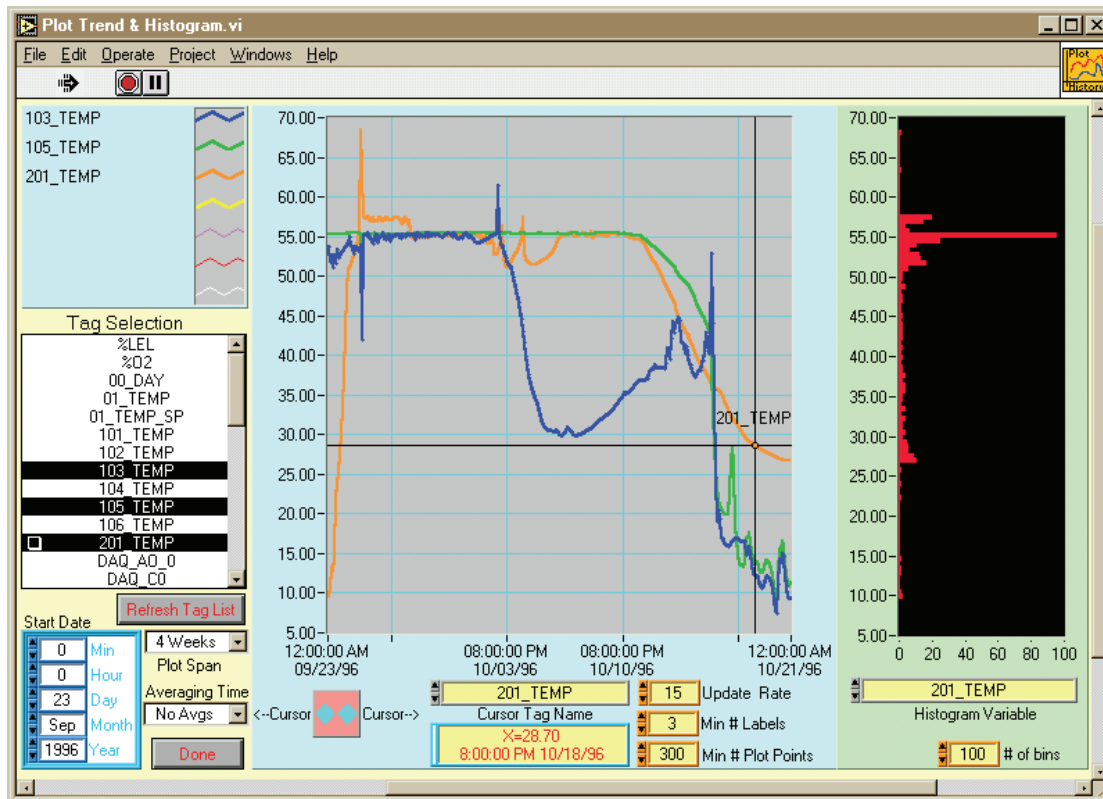 Plot Trend & Histogram.vi
File Edit Operate Project Windows Help
Plot
History
103_TEMP
105_TEMP
201_TEMP
Tag Selection
%LEL
%O2
00_DAY
01_TEMP
01_TEMP_SP
101_TEMP
102_TEMP
103_TEMP
104_TEMP
105_TEMP
106_TEMP
201_TEMP
DAQ_AO_0
DAQ_C0
Refresh Tag List
Start Date
0 Min
0 Hour
23 Day
Sep Month
1996 Year
4 Weeks
Plot Span
Averaging Time
No Avgs
Done
70.00
65.00
60.00
55.00
50.00
45.00
40.00
35.00
30.00
25.00
20.00
15.00
10.00
5.00
201_TEMP
12:00:00 AM 08:00:00 PM 08:00:00 PM 12:00:00 AM
09/23/96 10/03/96 10/10/96 10/21/96
<--Cursor Cursor-->
201_TEMP
Cursor Tag Name
X=28.70
8:00:00 PM 10/18/96
15 Update Rate
3 Min # Labels
300 Min # Plot Points
70.00
65.00
60.00
55.00
50.00
45.00
40.00
35.00
30.00
25.00
20.00
15.00
10.00
5.00
0 20 40 60 80 100
201_TEMP
Histogram Variable
100 # of bins